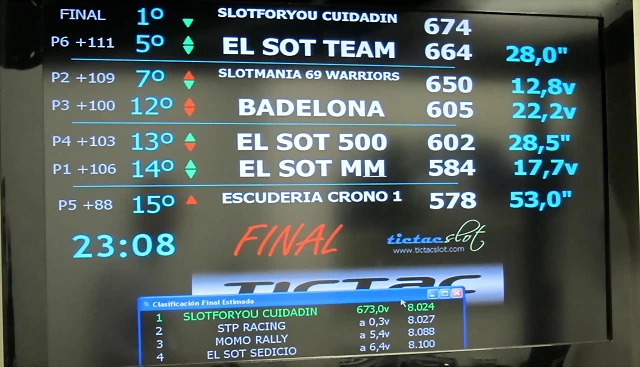 FINAL 1º SLOTFORYOU CUIDADIN 674
P6 +111 5º EL SOT TEAM 664 28,0"
P2 +109 7º SLOTMANIA 69 WARRIORS 650 12,8v
P3 +100 12º BADELONA 605 22,2v
P4 +103 13º EL SOT 500 602 28,5"
P1 +106 14º EL SOT MM 584 17,7v
P5 +88 15º ESCUDERIA CRONO 1 578 53,0"
23:08 FINAL tictacslot
www.tictacslot.com
TICTAC
Clasificación Final Estimada
1 SLOTFORYOU CUIDADIN 673,0v 8.024
2 STP RACING a 0,3v 8.027
3 MOMO RALLY a 5,4v 8.088
4 EL SOT SEDICIO a 6,4v 8.100